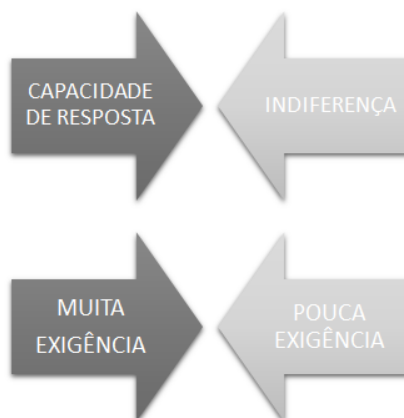 CAPACIDADE
DE RESPOSTA
INDIFERENÇA
MUITA
EXIGÊNCIA
POUCA
EXIGÊNCIA